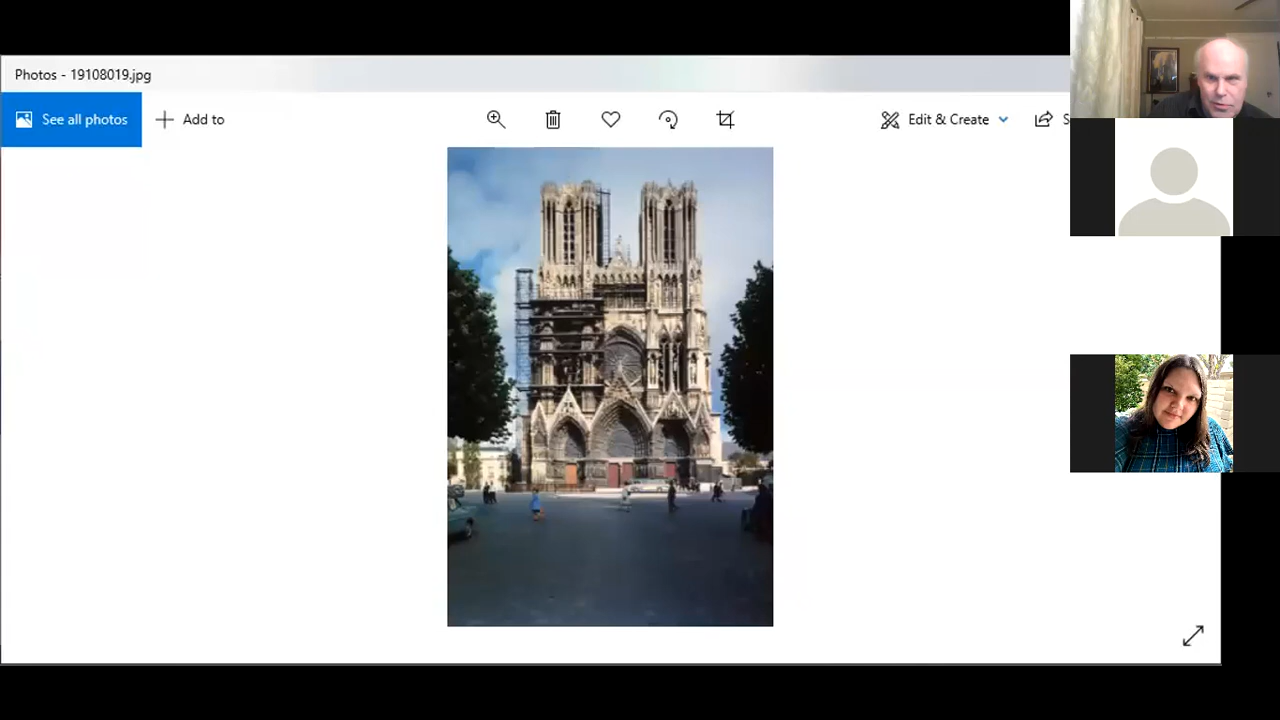 Photos - 19108019.jpg
See all photos
Add to
Edit & Create
S